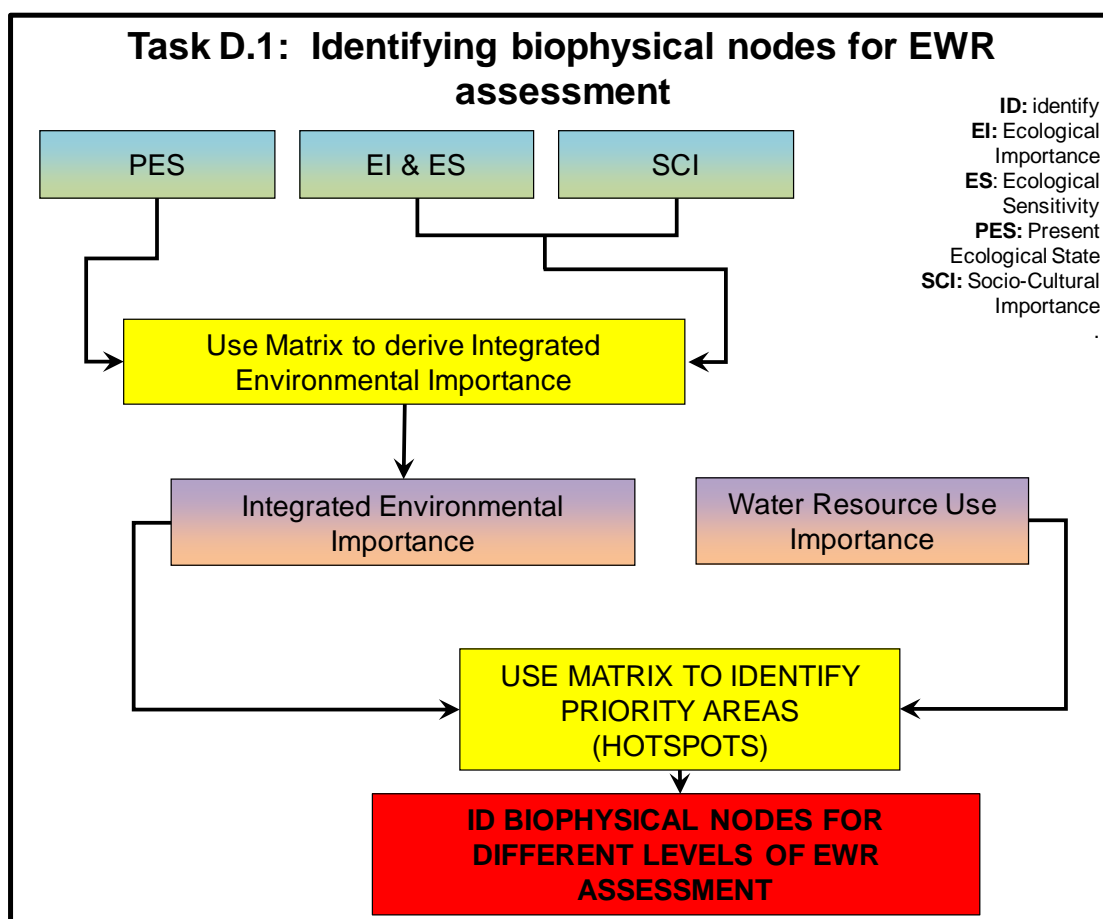 Task D.1: Identifying biophysical nodes for EWR
assessment
ID: identify
EI: Ecological
Importance
ES: Ecological
Sensitivity
PES: Present
Ecological State
SCI: Socio-Cultural
Importance
.
PES
EI & ES
SCI
Use Matrix to derive Integrated
Environmental Importance
Integrated Environmental
Importance
Water Resource Use
Importance
USE MATRIX TO IDENTIFY
PRIORITY AREAS
(HOTSPOTS)
ID BIOPHYSICAL NODES FOR
DIFFERENT LEVELS OF EWR
ASSESSMENT